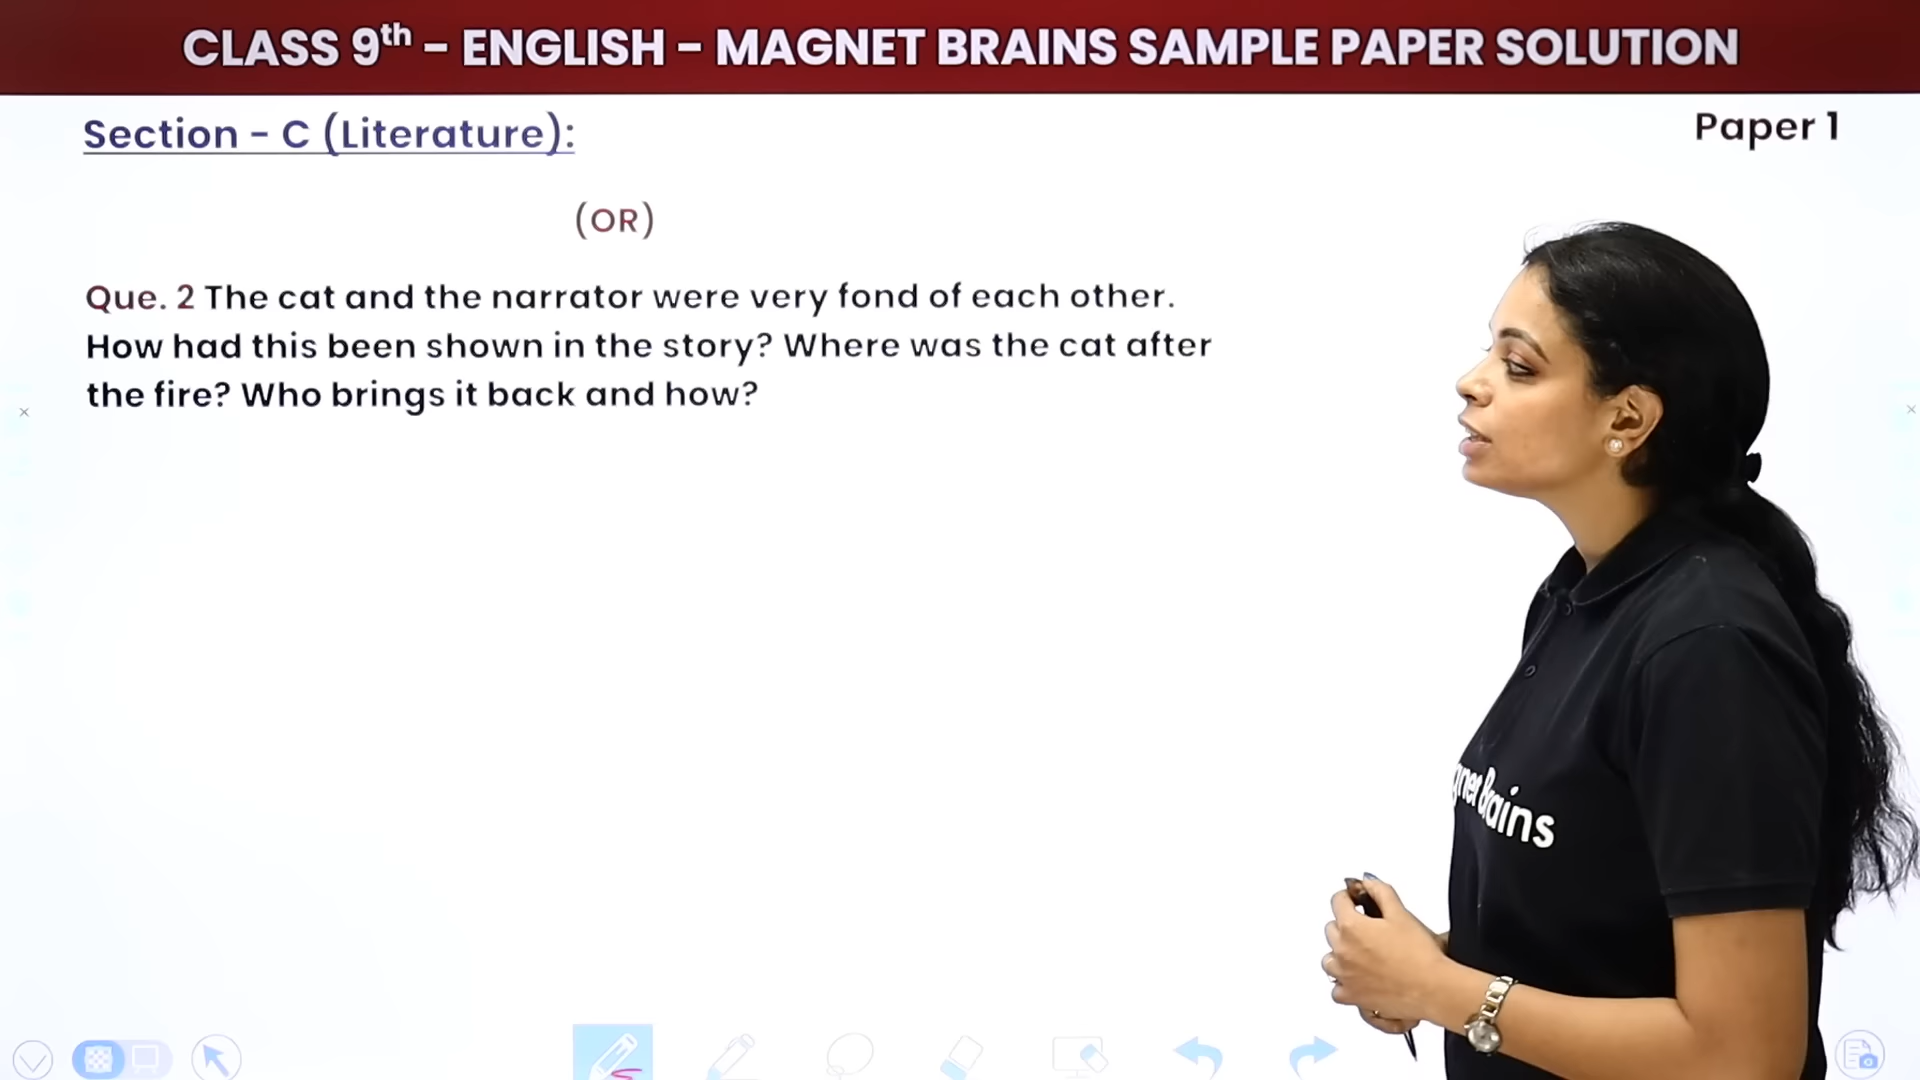 CLASS 9th – ENGLISH – MAGNET BRAINS SAMPLE PAPER SOLUTION
Section - C (Literature):
Paper 1
(OR)
Que. 2 The cat and the narrator were very fond of each other.
How had this been shown in the story? Where was the cat after
the fire? Who brings it back and how?
Brains